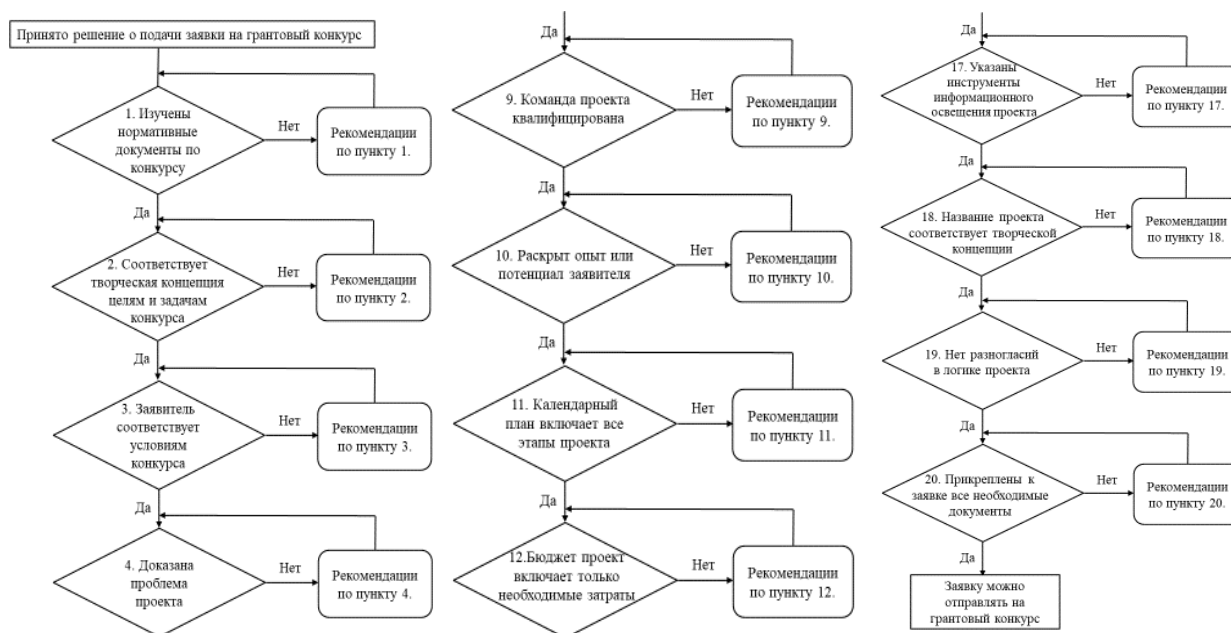 Принято решение о подачи заявки на грантовый конкурс
1. Изучены
нормативные
документы по
конкурсу
Нет
Рекомендации
по пункту 1.
Да
2. Соответствует
творческая концепция
целям и задачам
конкурса
Нет
Рекомендации
по пункту 2.
Да
3. Заявитель
соответствует
условиям
конкурса
Нет
Рекомендации
по пункту 3.
Да
4. Доказана
проблема
проекта
Нет
Рекомендации
по пункту 4.
Да
9. Команда проекта
квалифицирована
Нет
Рекомендации
по пункту 9.
Да
10. Раскрыт опыт или
потенциал заявителя
Нет
Рекомендации
по пункту 10.
Да
11. Календарный
план включает все
этапы проекта
Нет
Рекомендации
по пункту 11.
Да
12.Бюджет проект
включает только
необходимые затраты
Нет
Рекомендации
по пункту 12.
Да
17. Указаны
инструменты
информационного
освещения проекта
Нет
Рекомендации
по пункту 17.
Да
18. Название проекта
соответствует творческой
концепции
Нет
Рекомендации
по пункту 18.
Да
19. Нет разногласий
в логике проекта
Нет
Рекомендации
по пункту 19.
Да
20. Прикреплены к
заявке все необходимые
документы
Нет
Рекомендации
по пункту 20.
Да
Заявку можно
отправлять на
грантовый конкурс